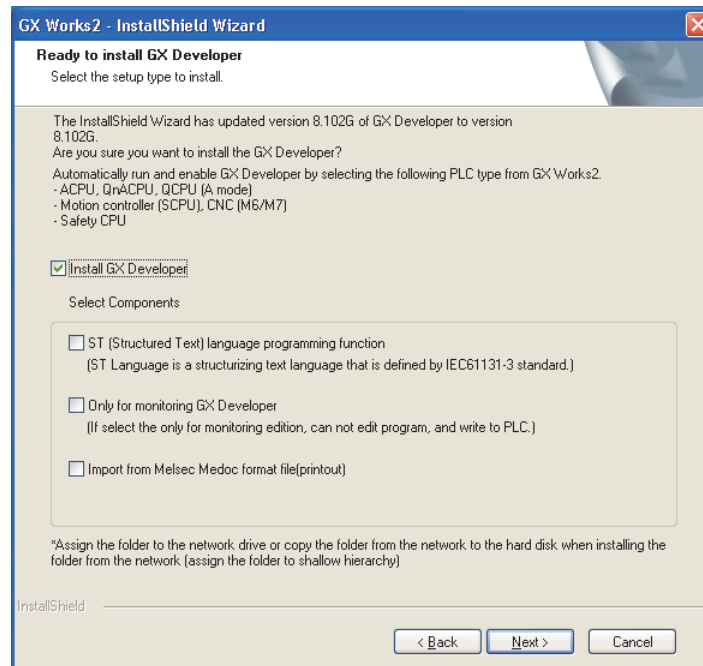 GX Works2 - InstallShield Wizard
Ready to install GX Developer
Select the setup type to install.
The InstallShield Wizard has updated version 8.102G of GX Developer to version
8.102G.
Are you sure you want to install the GX Developer?
Automatically run and enable GX Developer by selecting the following PLC type from GX Works2.
- ACPU, QnACPU, QCPU (A mode)
- Motion controller (SCPU), CNC (M6/M7)
- Safety CPU
Install GX Developer
Select Components
ST (Structured Text) language programming function
(ST Language is a structurizing text language that is defined by IEC61131-3 standard.)
Only for monitoring GX Developer
(If select the only for monitoring edition, can not edit program, and write to PLC.)
Import from Melsec Medoc format file(printout)
*Assign the folder to the network drive or copy the folder from the network to the hard disk when installing the
folder from the network (assign the folder to shallow hierarchy)
InstallShield
< Back Next > Cancel